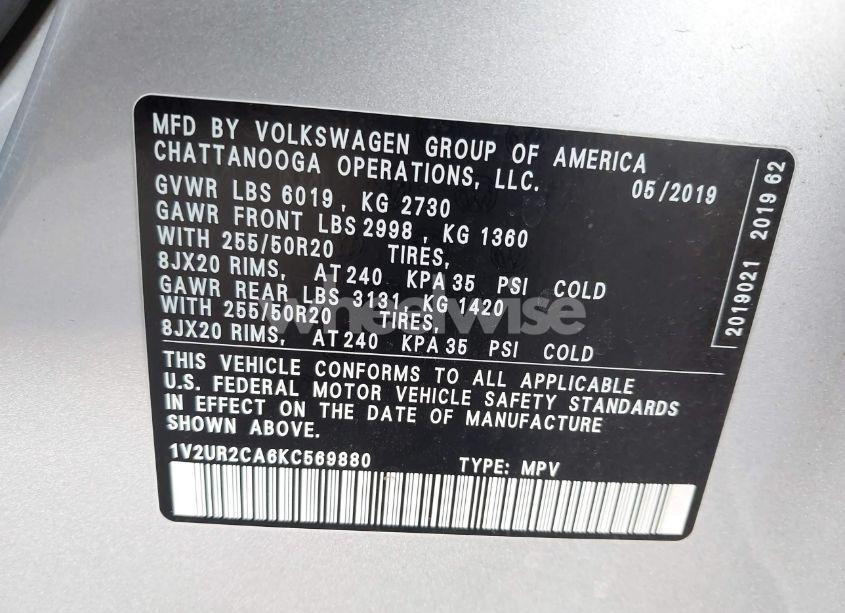 MFD BY VOLKSWAGEN GROUP OF AMERICA
CHATTANOOGA OPERATIONS, LLC. 05/2019
GVWR LBS 6019, KG 2730
GAWR FRONT LBS 2998, KG 1360
WITH 255/50R20 TIRES,
8JX20 RIMS, AT 240 KPA 35 PSI COLD
GAWR REAR LBS 3131, KG 1420
WITH 255/50R20 TIRES,
8JX20 RIMS, AT 240 KPA 35 PSI COLD
THIS VEHICLE CONFORMS TO ALL APPLICABLE
U.S. FEDERAL MOTOR VEHICLE SAFETY STANDARDS
IN EFFECT ON THE DATE OF MANUFACTURE
SHOWN ABOVE.
1V2UR2CA6KC569880 TYPE: MPV
2019021 2019 62
wheelwise